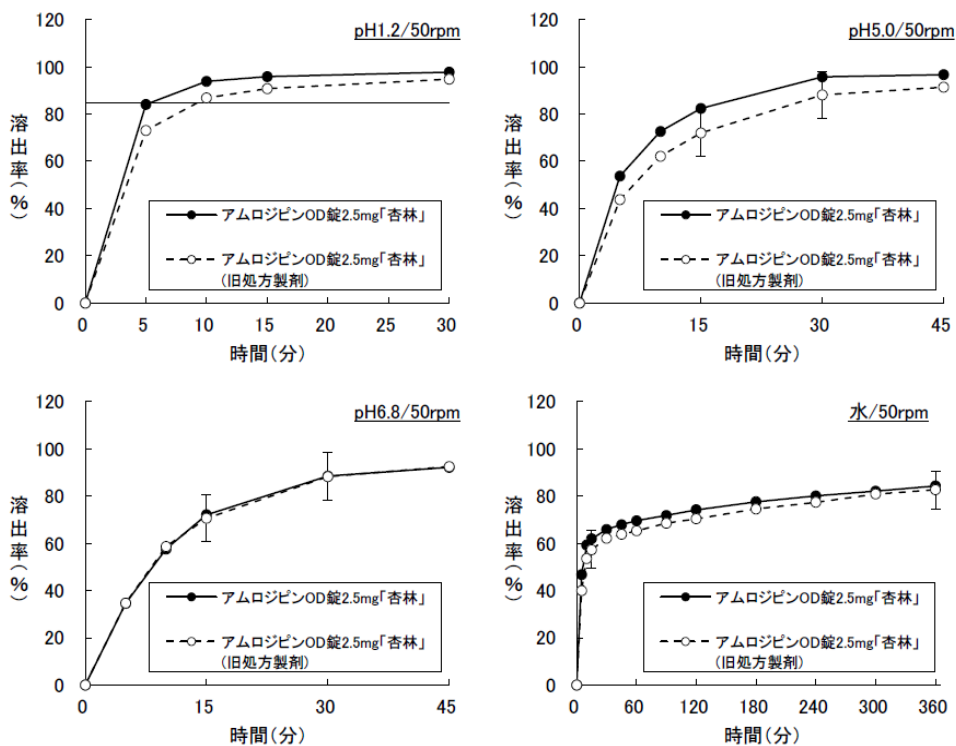 pH1.2/50rpm
溶出率(%)
120
100
80
60
40
20
0
アムロジピンOD錠2.5mg「杏林」
アムロジピンOD錠2.5mg「杏林」
(旧処方製剤)
0 5 10 15 20 25 30
時間(分)
pH5.0/50rpm
溶出率(%)
120
100
80
60
40
20
0
アムロジピンOD錠2.5mg「杏林」
アムロジピンOD錠2.5mg「杏林」
(旧処方製剤)
0 15 30 45
時間(分)
pH6.8/50rpm
溶出率(%)
120
100
80
60
40
20
0
アムロジピンOD錠2.5mg「杏林」
アムロジピンOD錠2.5mg「杏林」
(旧処方製剤)
0 15 30 45
時間(分)
水/50rpm
溶出率(%)
120
100
80
60
40
20
0
アムロジピンOD錠2.5mg「杏林」
アムロジピンOD錠2.5mg「杏林」
(旧処方製剤)
0 60 120 180 240 300 360
時間(分)